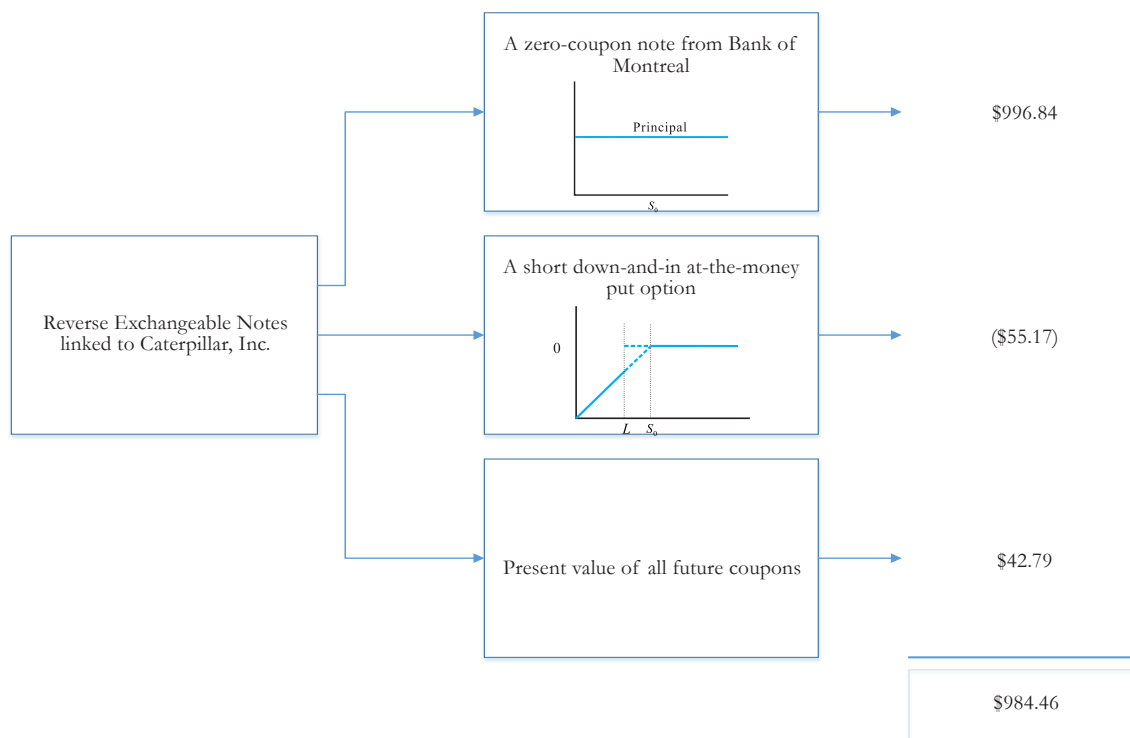 A zero-coupon note from Bank of
Montreal
Principal
S₀
$996.84
Reverse Exchangeable Notes
linked to Caterpillar, Inc.
A short down-and-in at-the-money
put option
0
L S₀
($55.17)
Present value of all future coupons
$42.79
$984.46